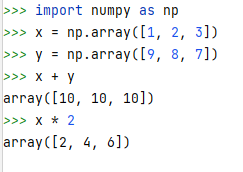 >>> import numpy as np
>>> x = np.array([1, 2, 3])
>>> y = np.array([9, 8, 7])
>>> x + y
array([10, 10, 10])
>>> x * 2
array([2, 4, 6])